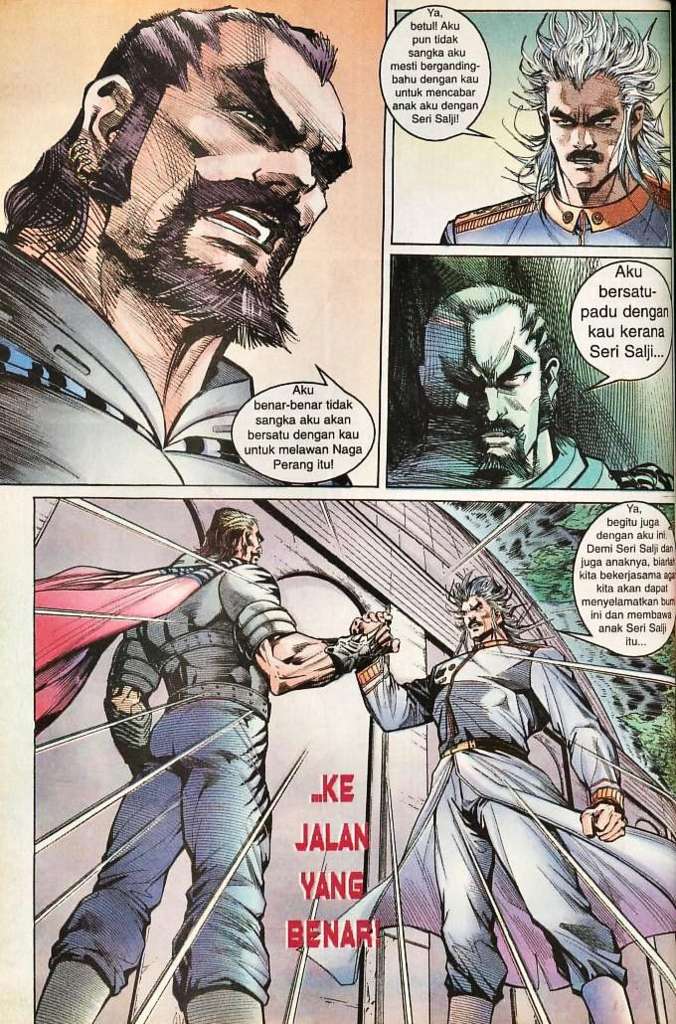 Aku
benar-benar tidak
sangka aku akan
bersatu dengan kau
untuk melawan Naga
Perang itu!
Ya,
betul! Aku
pun tidak
sangka aku
mesti berganding-
bahu dengan kau
untuk mencabar
anak aku dengan
Seri Salji!
Aku
bersatu-
padu dengan
kau kerana
Seri Salji...
Ya,
begitu juga
dengan aku ini.
Demi Seri Salji dan
juga anaknya, biarlah
kita bekerjasama agar
kita akan dapat
menyelamatkan bumi
ini dan membawa
anak Seri Salji
itu...
...KE
JALAN
YANG
BENAR!